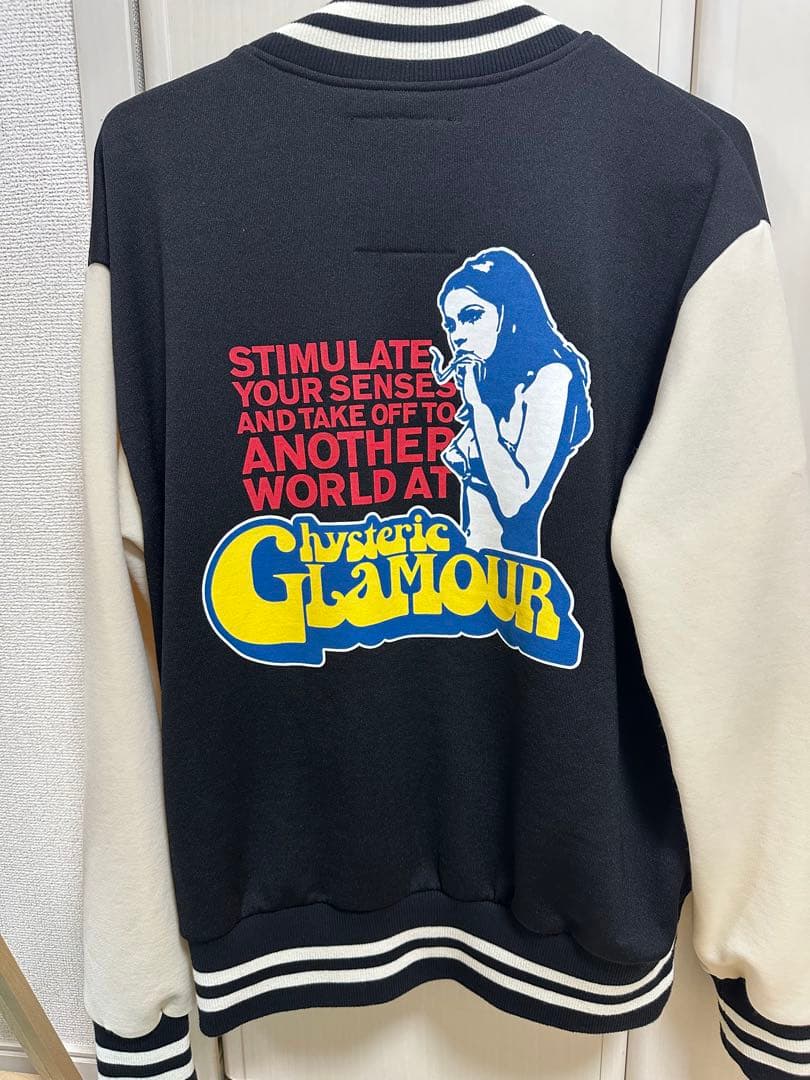 STIMULATE
YOUR SENSES
AND TAKE OFF TO
ANOTHER
WORLD AT
hysteric
GLAMOUR